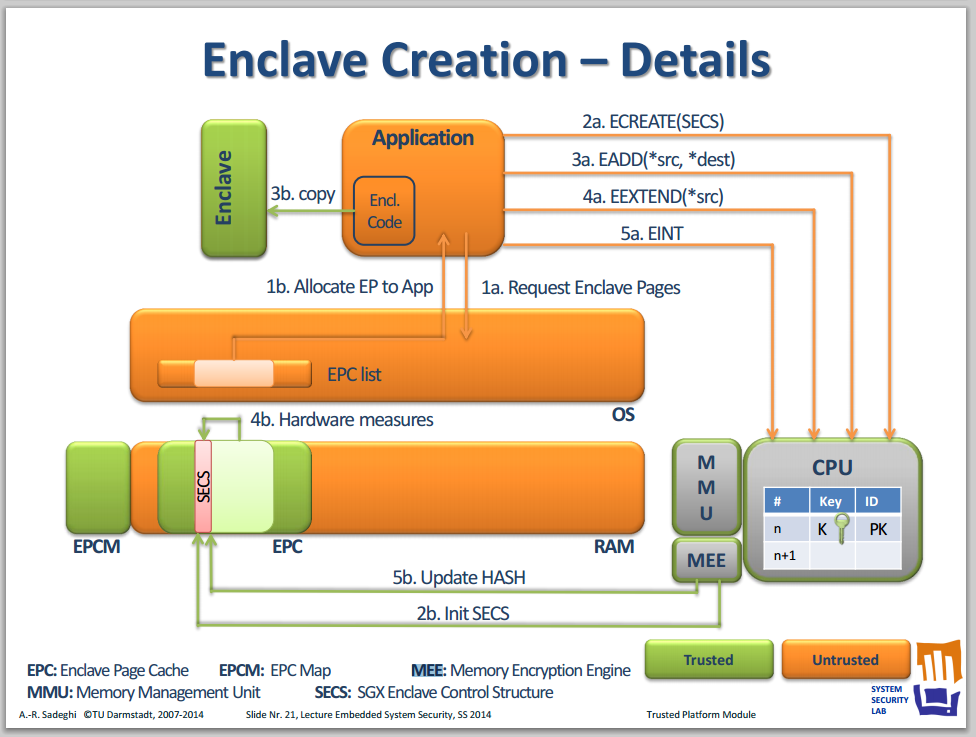 Enclave Creation – Details
2a. ECREATE(SECS)
Application
3a. EADD(*src, *dest)
Enclave
3b. copy
Encl.
Code
4a. EEXTEND(*src)
5a. EINT
1b. Allocate EP to App
1a. Request Enclave Pages
EPC list
OS
4b. Hardware measures
SECS
EPCM
EPC
RAM
M
M
U
MEE
CPU
# Key ID
n K PK
n+1
5b. Update HASH
2b. Init SECS
EPC: Enclave Page Cache EPCM: EPC Map MEE: Memory Encryption Engine
MMU: Memory Management Unit SECS: SGX Enclave Control Structure
Trusted
Untrusted
SYSTEM
SECURITY
LAB
A.-R. Sadeghi ©TU Darmstadt, 2007-2014 Slide Nr. 21, Lecture Embedded System Security, SS 2014 Trusted Platform Module